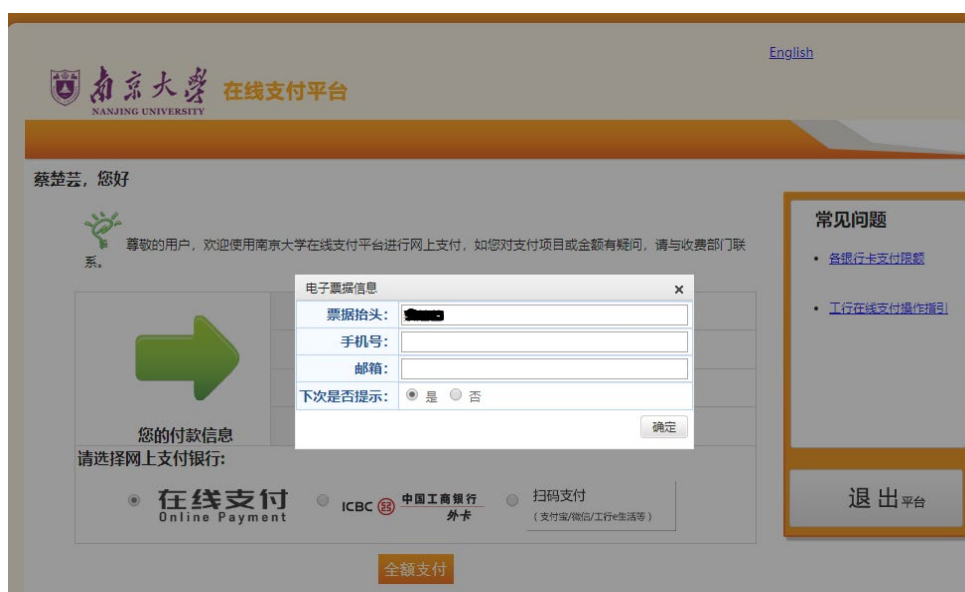 English
南京大学 在线支付平台
NANJING UNIVERSITY
蔡楚芸，您好
尊敬的用户，欢迎使用南京大学在线支付平台进行网上支付，如您对支付项目或金额有疑问，请与收费部门联
系。
常见问题
• 各银行卡支付限额
• 工行在线支付操作指引
电子票据信息 ×
票据抬头:
手机号:
邮箱:
下次是否提示: 是 否
确定
您的付款信息
请选择网上支付银行:
在线支付
Online Payment
ICBC 中国工商银行
外卡
扫码支付
(支付宝/微信/工行e生活等)
退出平台
全额支付